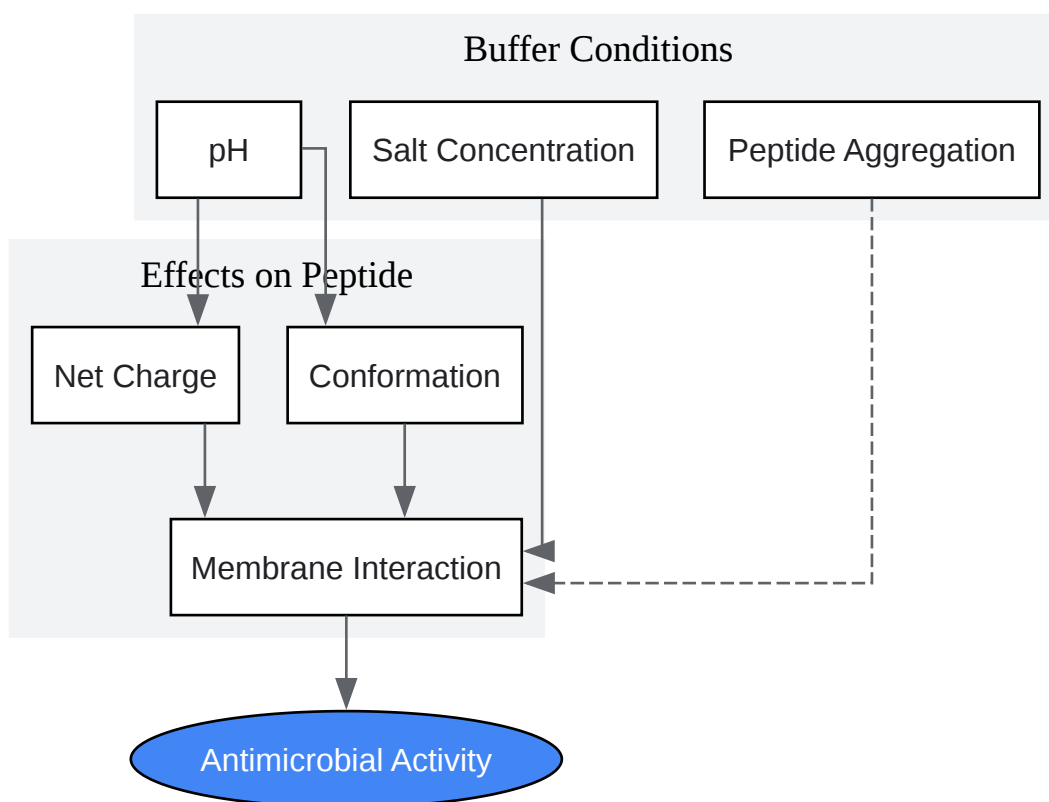 Buffer Conditions
pH
Salt Concentration
Peptide Aggregation
Effects on Peptide
Net Charge
Conformation
Membrane Interaction
Antimicrobial Activity